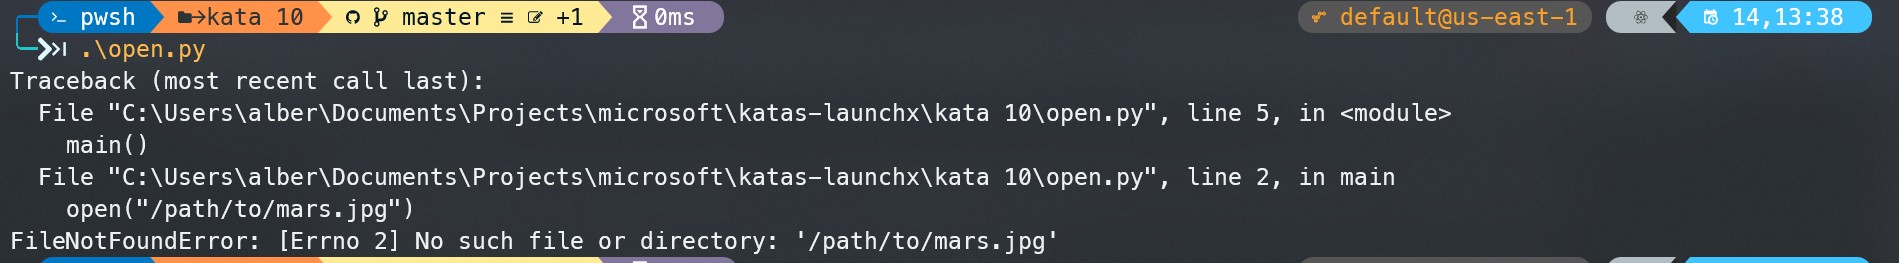 pwsh kata 10 master ≡ +1 0ms default@us-east-1 14,13:38
.\open.py
Traceback (most recent call last):
  File "C:\Users\alber\Documents\Projects\microsoft\katas-launchx\kata 10\open.py", line 5, in <module>
    main()
  File "C:\Users\alber\Documents\Projects\microsoft\katas-launchx\kata 10\open.py", line 2, in main
    open("/path/to/mars.jpg")
FileNotFoundError: [Errno 2] No such file or directory: '/path/to/mars.jpg'